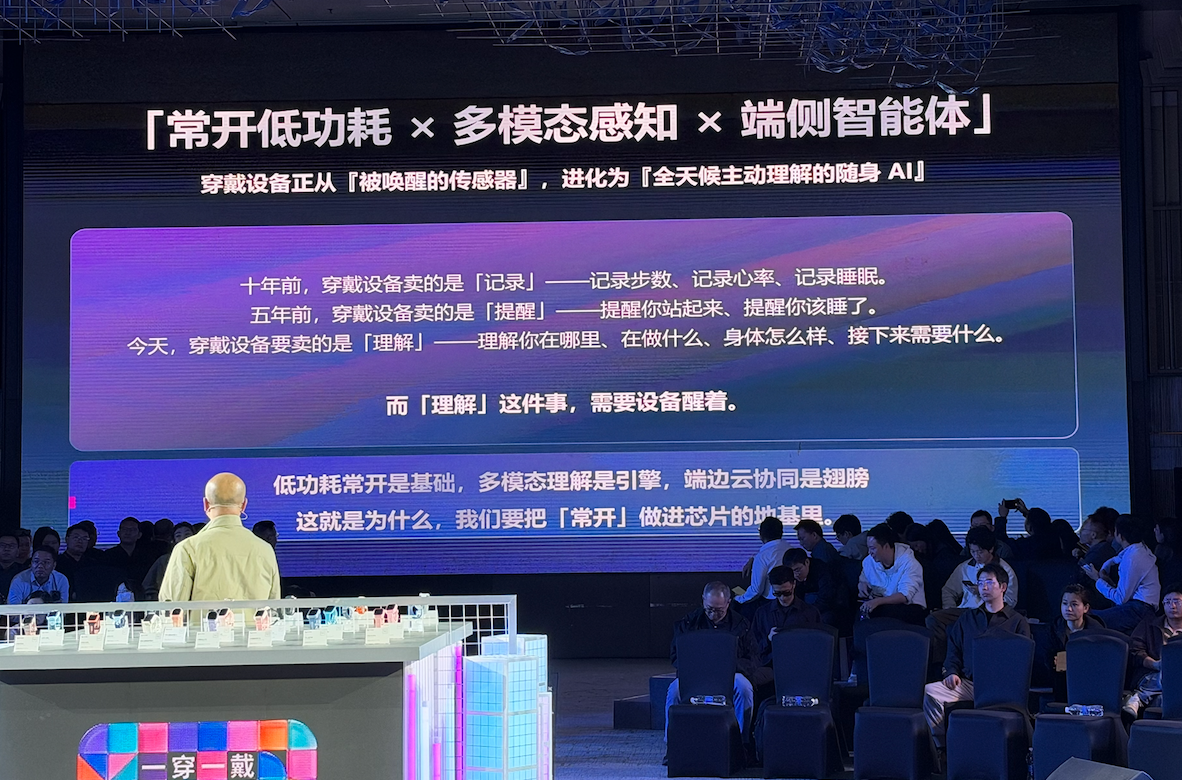 「常开低功耗 × 多模态感知 × 端侧智能体」
穿戴设备正从『被唤醒的传感器』，进化为『全天候主动理解的随身 AI』
十年前，穿戴设备卖的是「记录」——记录步数、记录心率、记录睡眠。
五年前，穿戴设备卖的是「提醒」——提醒你站起来、提醒你该睡了。
今天，穿戴设备要卖的是「理解」——理解你在哪里、在做什么、身体怎么样、接下来需要什么。
而「理解」这件事，需要设备醒着。
低功耗常开是基础，多模态理解是引擎，端边云协同是翅膀
这就是为什么，我们要把「常开」做进芯片的地基里。
一穿一戴